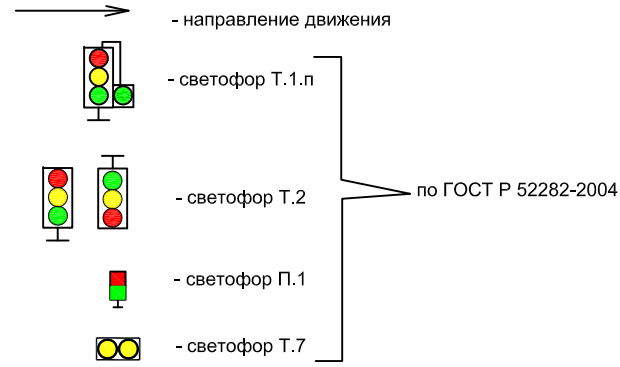 - направление движения
- светофор Т.1.п
- светофор Т.2
по ГОСТ Р 52282-2004
- светофор П.1
- светофор Т.7